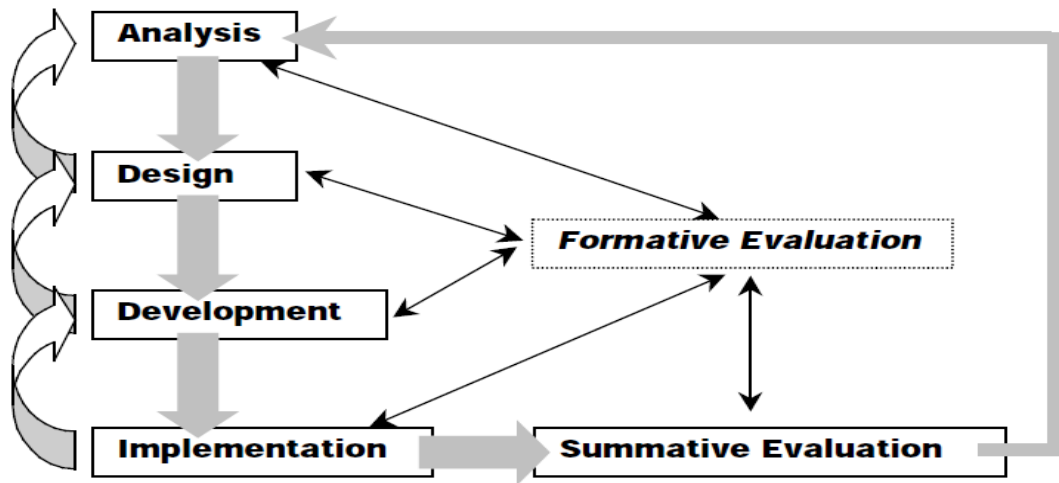 Analysis
Design
Formative Evaluation
Development
Implementation
Summative Evaluation